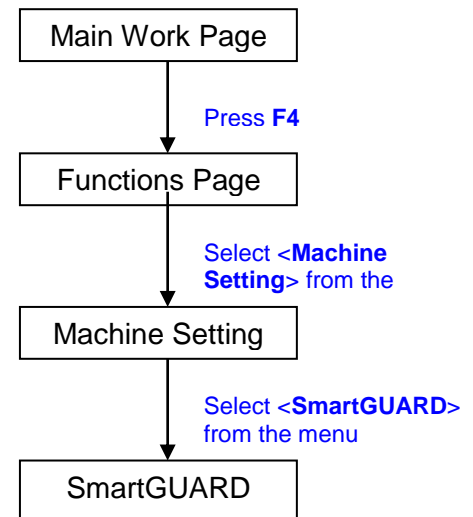 Main Work Page
Press F4
Functions Page
Select <Machine
Setting> from the
Machine Setting
Select <SmartGUARD>
from the menu
SmartGUARD